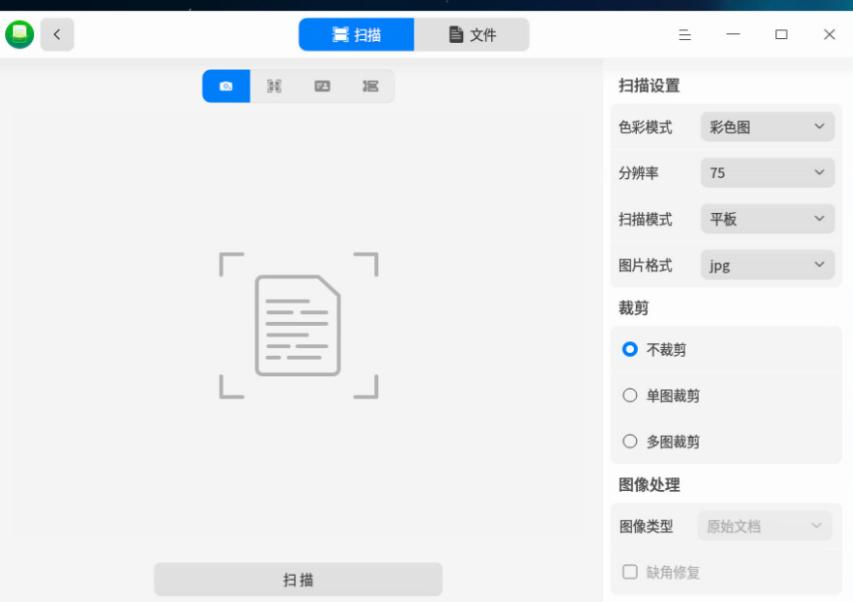 扫描
文件
扫描设置
色彩模式 彩色图
分辨率 75
扫描模式 平板
图片格式 jpg
裁剪
不裁剪
单图裁剪
多图裁剪
图像处理
图像类型 原始文档
缺角修复
扫描